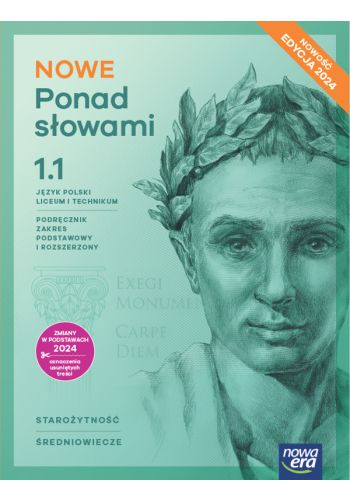 NOWOŚĆ
EDYCJA 2024
NOWE
Ponad
słowami
1.1
JĘZYK POLSKI
LICEUM I TECHNIKUM
PODRĘCZNIK
ZAKRES
PODSTAWOWY
I ROZSZERZONY
EXEGI
MONUME
CARPE
DIEM
ZMIANY
W PODSTAWACH
2024
oznaczenia
usuniętych
treści
STAROŻYTNOŚĆ
ŚREDNIOWIECZE
nowa
era